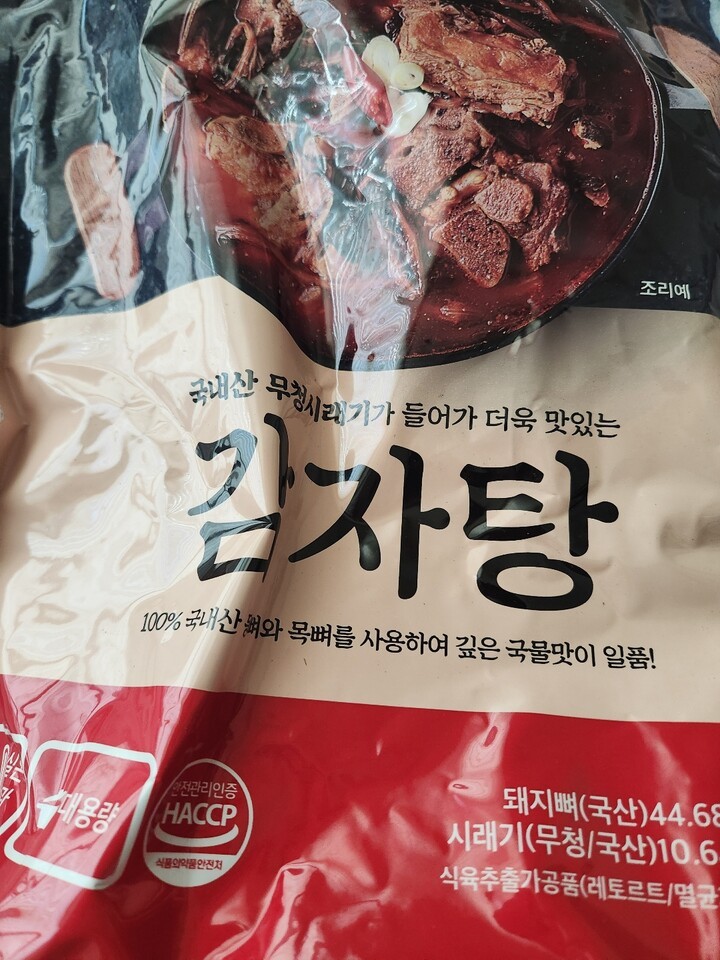 조리예
국내산 무청시래기가 들어가 더욱 맛있는
감자탕
100% 국내산 뼈와 목뼈를 사용하여 깊은 국물맛이 일품!
대용량
안전관리인증
HACCP
식품의약품안전처
돼지뼈(국산)44.68
시래기(무청/국산)10.6
식육추출가공품(레토르트/멸균